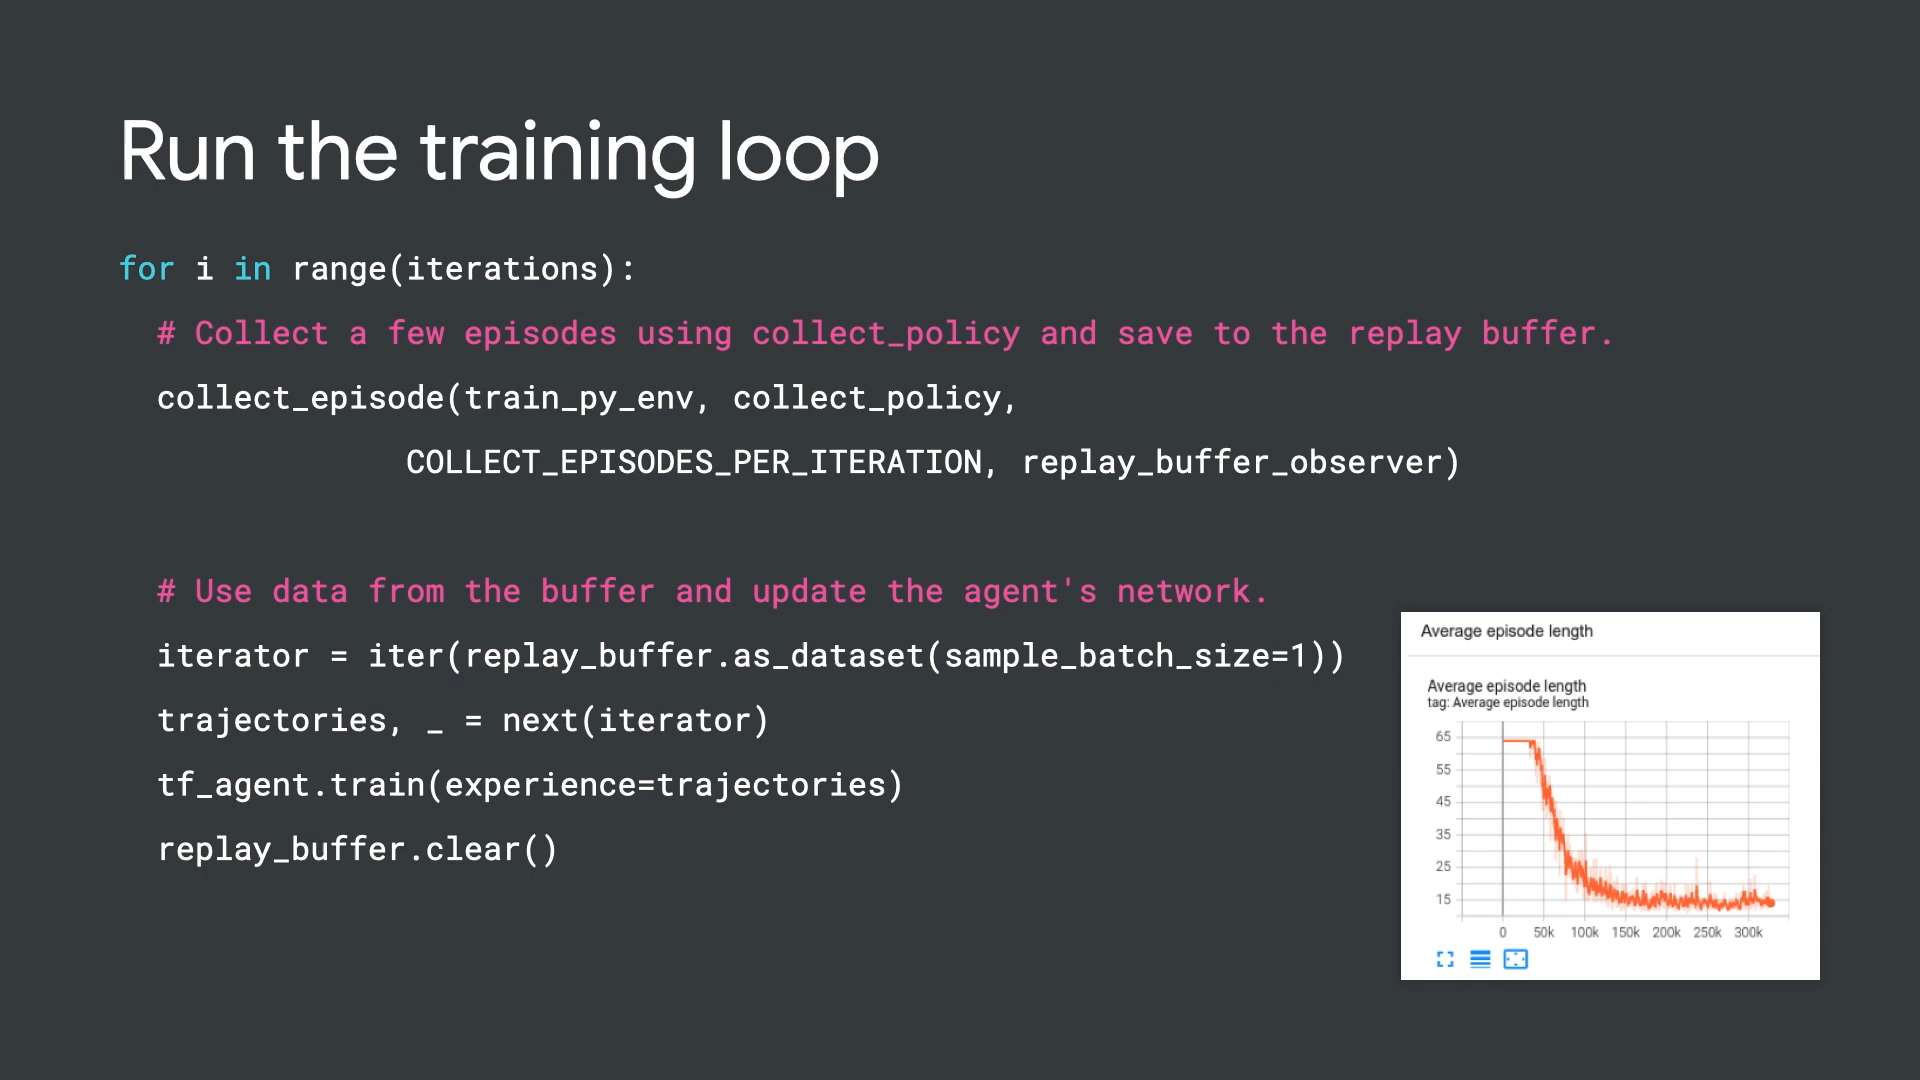 Run the training loop
for i in range(iterations):
# Collect a few episodes using collect_policy and save to the replay buffer.
collect_episode(train_py_env, collect_policy,
COLLECT_EPISODES_PER_ITERATION, replay_buffer_observer)
# Use data from the buffer and update the agent's network.
iterator = iter(replay_buffer.as_dataset(sample_batch_size=1))
trajectories, _ = next(iterator)
tf_agent.train(experience=trajectories)
replay_buffer.clear()
Average episode length
Average episode length
tag: Average episode length
65
55
45
35
25
15
0 50k 100k 150k 200k 250k 300k